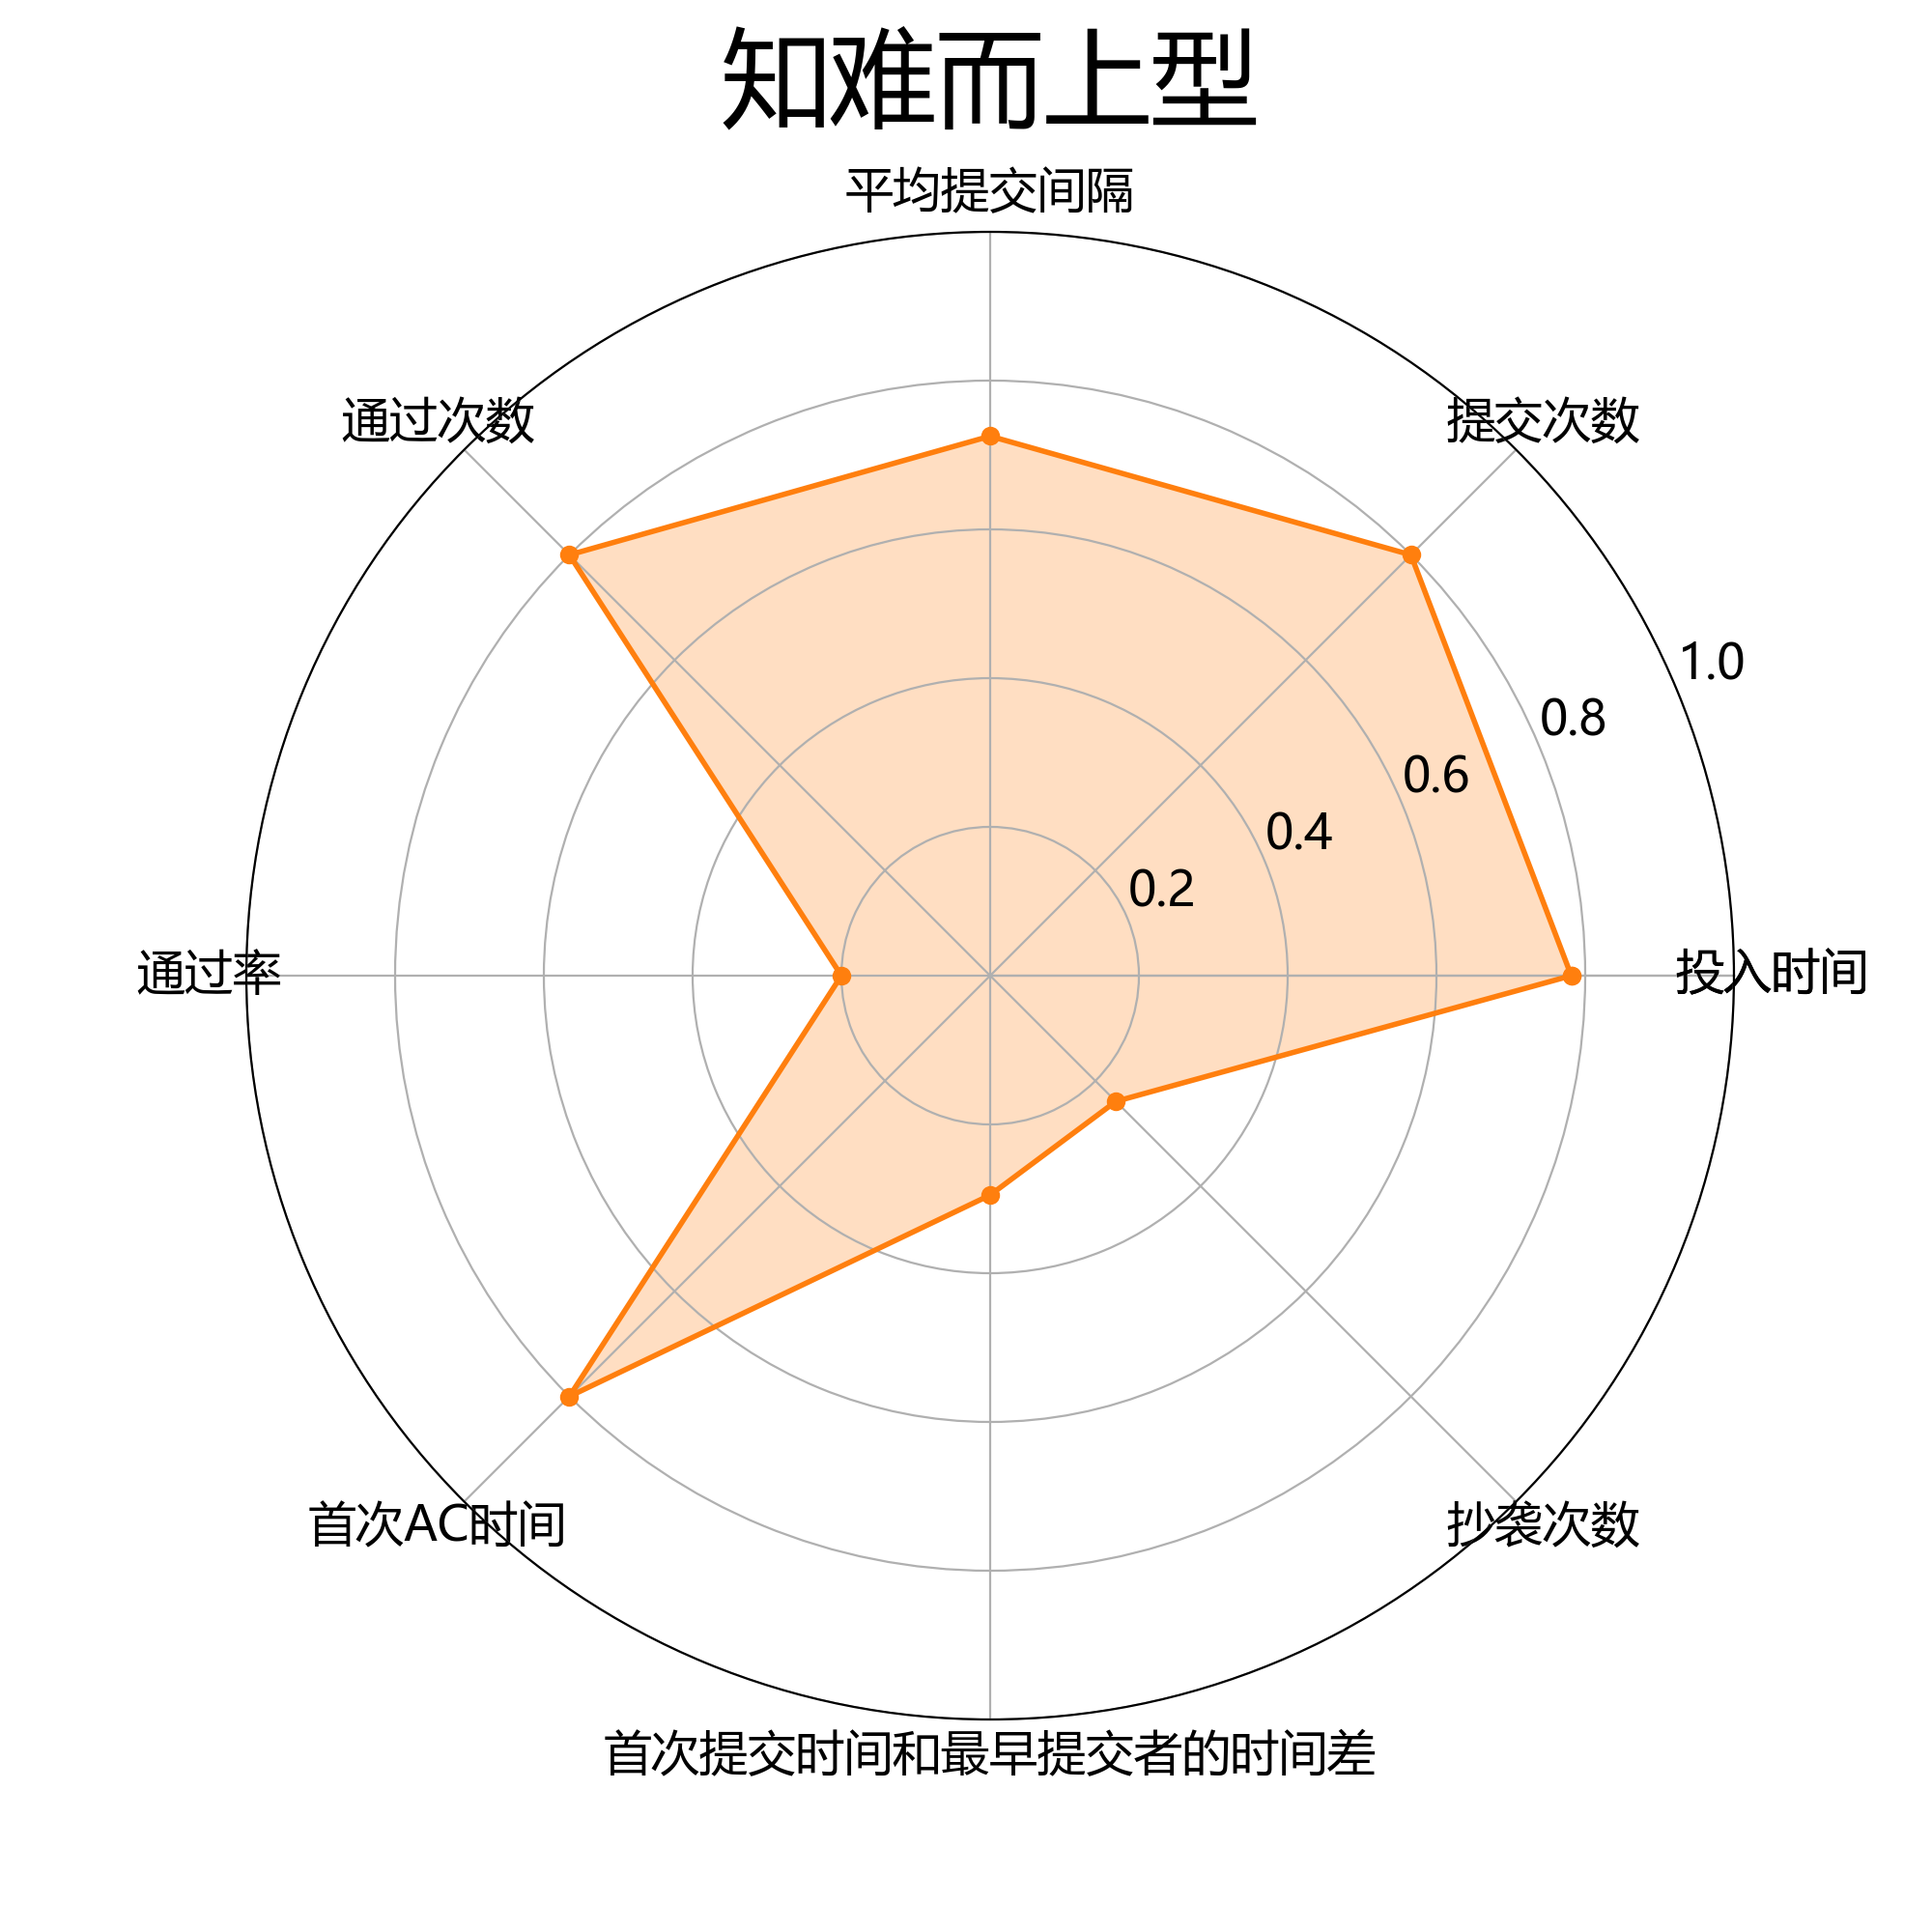 知难而上型
平均提交间隔
通过次数
提交次数
1.0
0.8
0.6
0.4
0.2
通过率
投入时间
首次AC时间
抄袭次数
首次提交时间和最早提交者的时间差